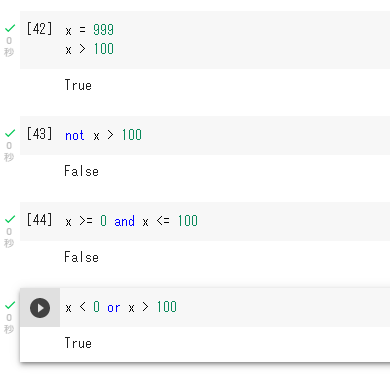 [42] x = 999
x > 100
0
秒
True
[43] not x > 100
0
秒
False
[44] x >= 0 and x <= 100
0
秒
False
x < 0 or x > 100
0
秒
True